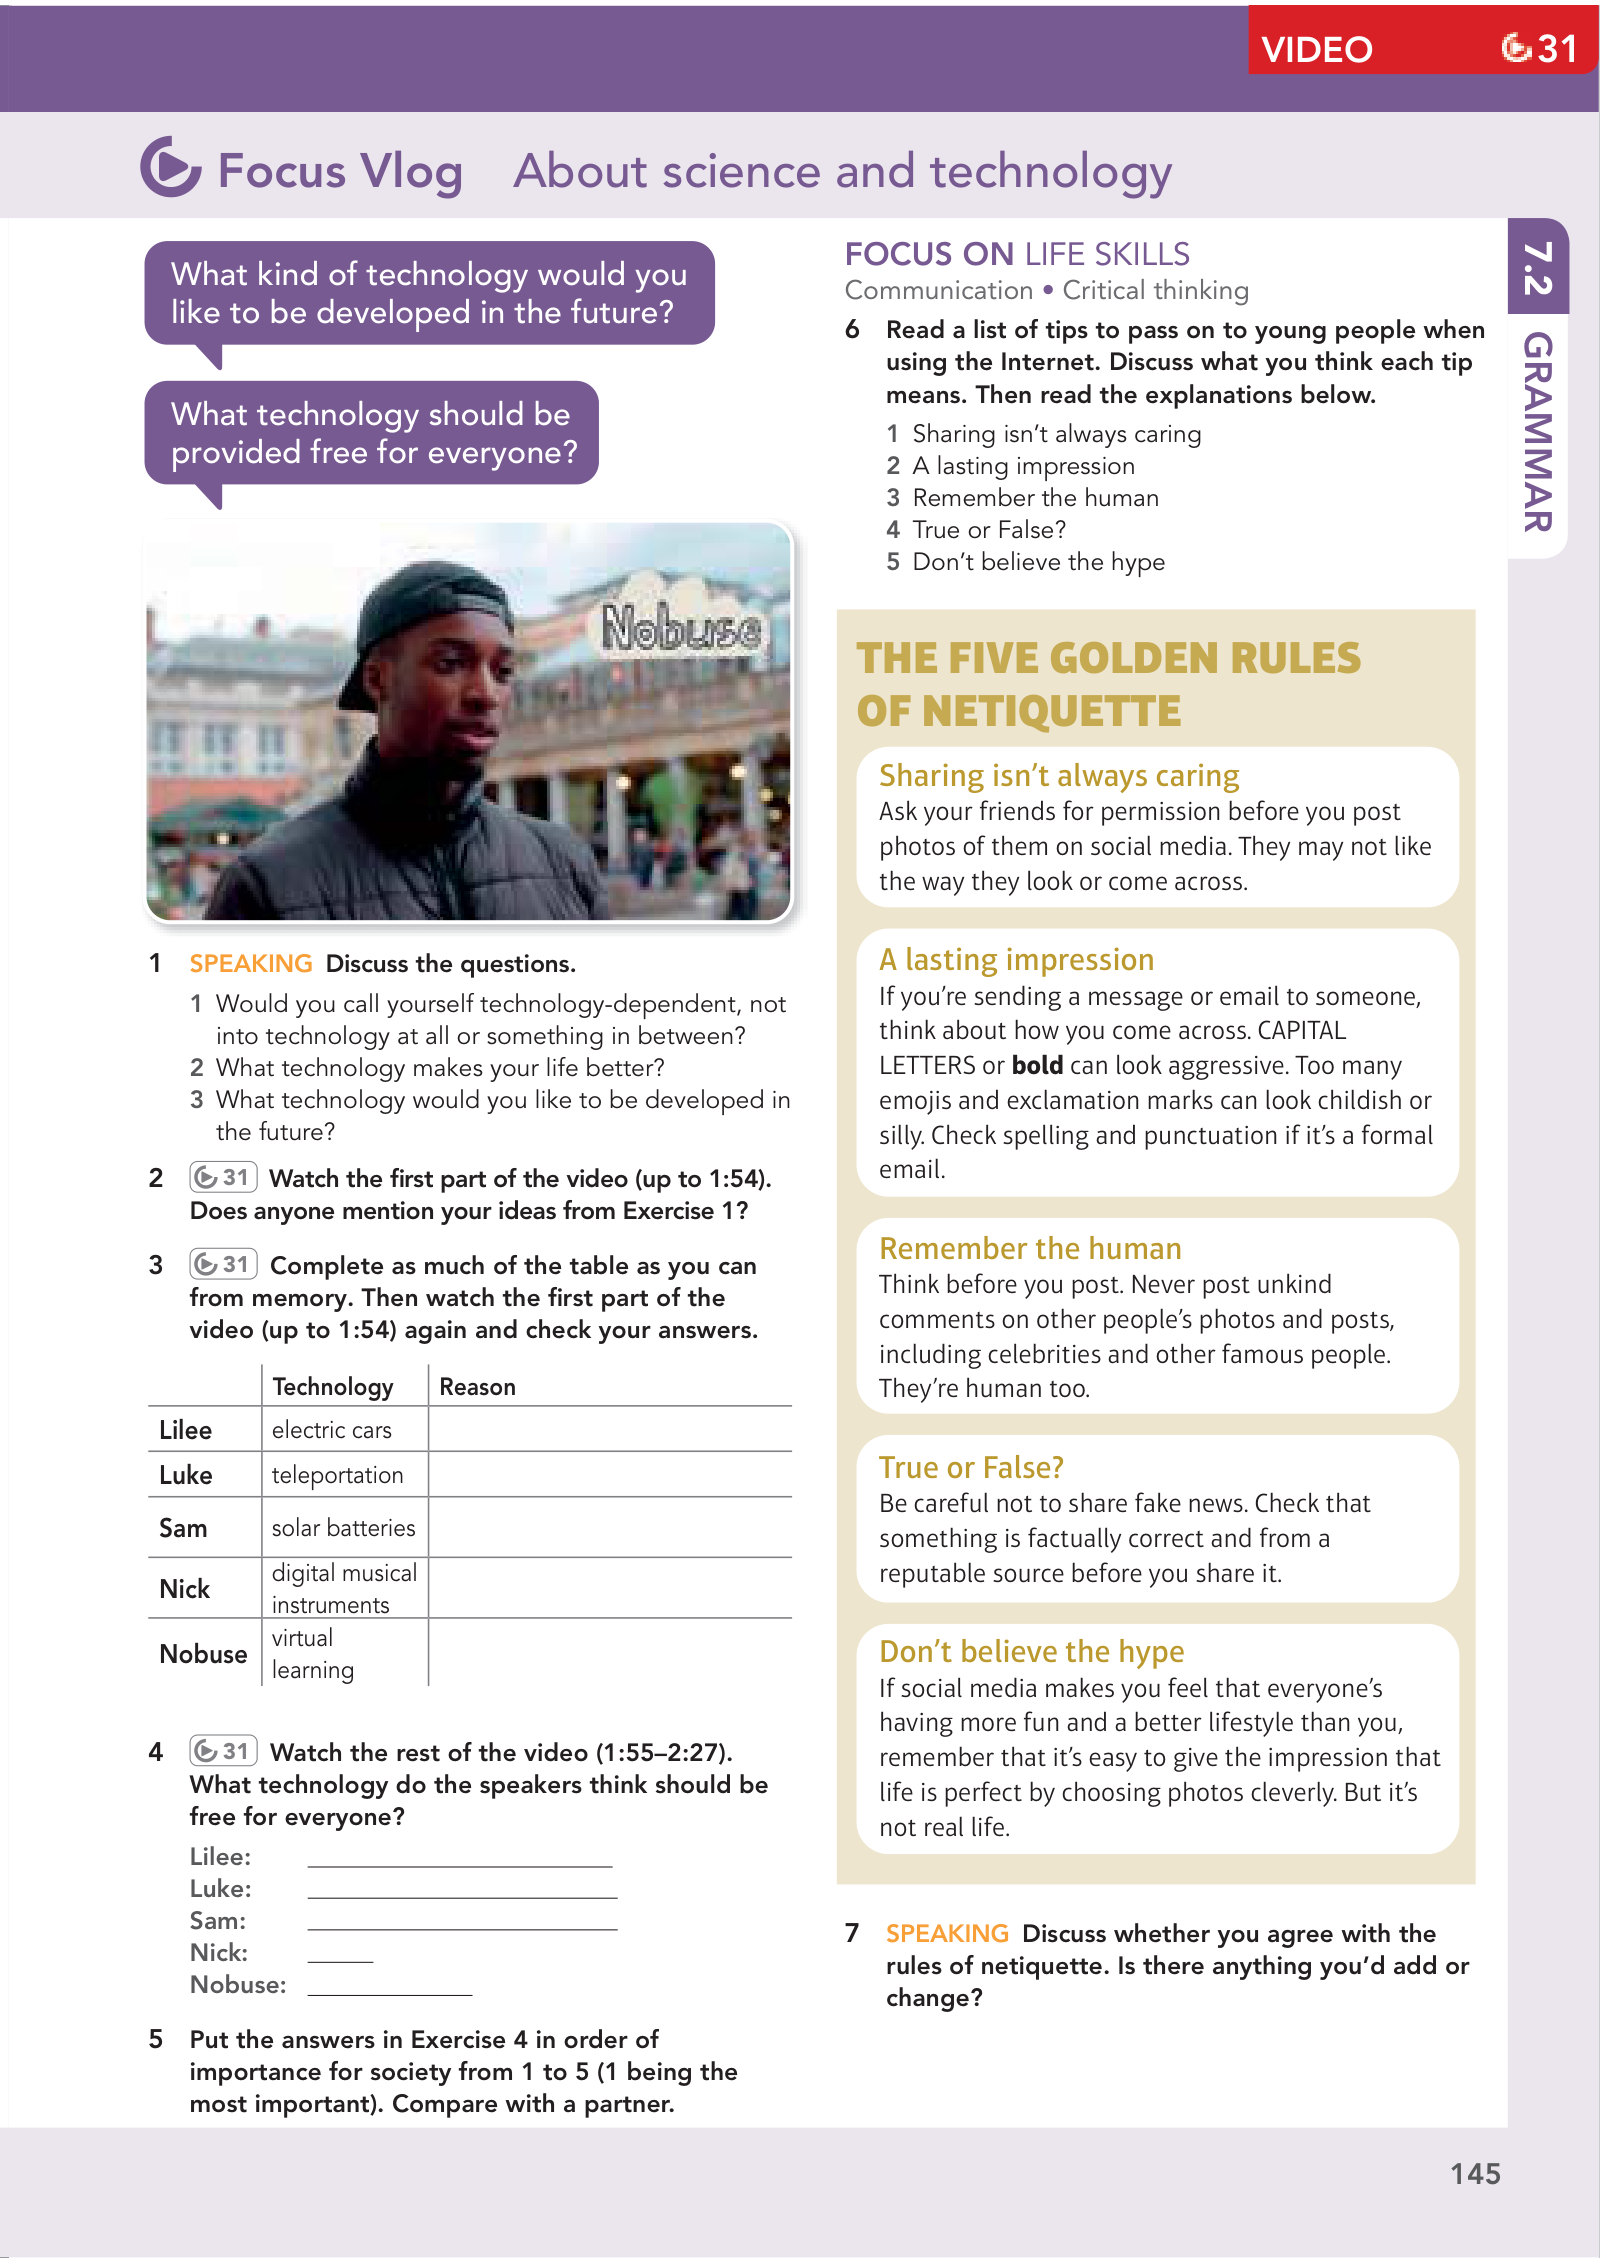 VIDEO 31
Focus Vlog About science and technology
What kind of technology would you
like to be developed in the future?
What technology should be
provided free for everyone?
Nobuse
1 SPEAKING Discuss the questions.
1 Would you call yourself technology-dependent, not
into technology at all or something in between?
2 What technology makes your life better?
3 What technology would you like to be developed in
the future?
2 31 Watch the first part of the video (up to 1:54).
Does anyone mention your ideas from Exercise 1?
3 31 Complete as much of the table as you can
from memory. Then watch the first part of the
video (up to 1:54) again and check your answers.
Technology Reason
Lilee electric cars
Luke teleportation
Sam solar batteries
Nick digital musical
instruments
Nobuse virtual
learning
4 31 Watch the rest of the video (1:55–2:27).
What technology do the speakers think should be
free for everyone?
Lilee:
Luke:
Sam:
Nick:
Nobuse:
5 Put the answers in Exercise 4 in order of
importance for society from 1 to 5 (1 being the
most important). Compare with a partner.
FOCUS ON LIFE SKILLS
Communication • Critical thinking
6 Read a list of tips to pass on to young people when
using the Internet. Discuss what you think each tip
means. Then read the explanations below.
1 Sharing isn't always caring
2 A lasting impression
3 Remember the human
4 True or False?
5 Don't believe the hype
THE FIVE GOLDEN RULES
OF NETIQUETTE
Sharing isn't always caring
Ask your friends for permission before you post
photos of them on social media. They may not like
the way they look or come across.
A lasting impression
If you're sending a message or email to someone,
think about how you come across. CAPITAL
LETTERS or bold can look aggressive. Too many
emojis and exclamation marks can look childish or
silly. Check spelling and punctuation if it's a formal
email.
Remember the human
Think before you post. Never post unkind
comments on other people's photos and posts,
including celebrities and other famous people.
They're human too.
True or False?
Be careful not to share fake news. Check that
something is factually correct and from a
reputable source before you share it.
Don't believe the hype
If social media makes you feel that everyone's
having more fun and a better lifestyle than you,
remember that it's easy to give the impression that
life is perfect by choosing photos cleverly. But it's
not real life.
7 SPEAKING Discuss whether you agree with the
rules of netiquette. Is there anything you'd add or
change?
7.2 GRAMMAR
145